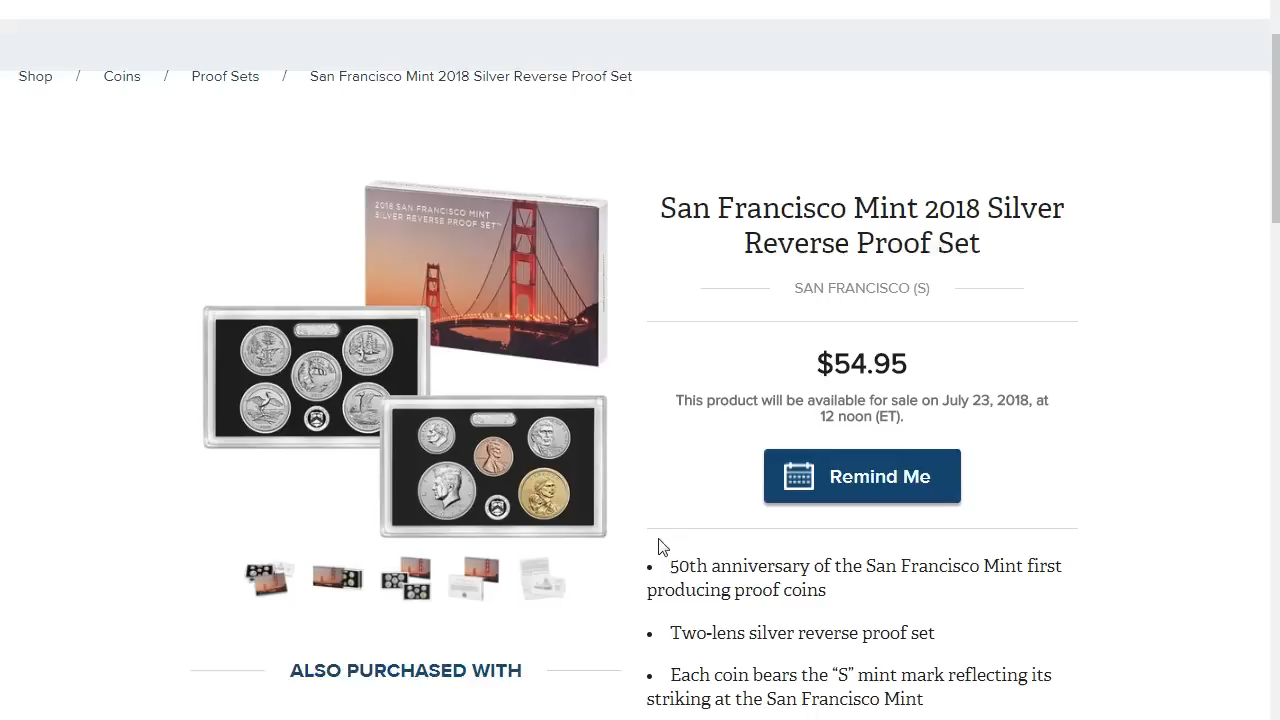 Shop / Coins / Proof Sets / San Francisco Mint 2018 Silver Reverse Proof Set
2018 SAN FRANCISCO MINT
SILVER REVERSE PROOF SET™
San Francisco Mint 2018 Silver
Reverse Proof Set
SAN FRANCISCO (S)
$54.95
This product will be available for sale on July 23, 2018, at
12 noon (ET).
Remind Me
• 50th anniversary of the San Francisco Mint first
producing proof coins
• Two-lens silver reverse proof set
• Each coin bears the “S” mint mark reflecting its
striking at the San Francisco Mint
ALSO PURCHASED WITH